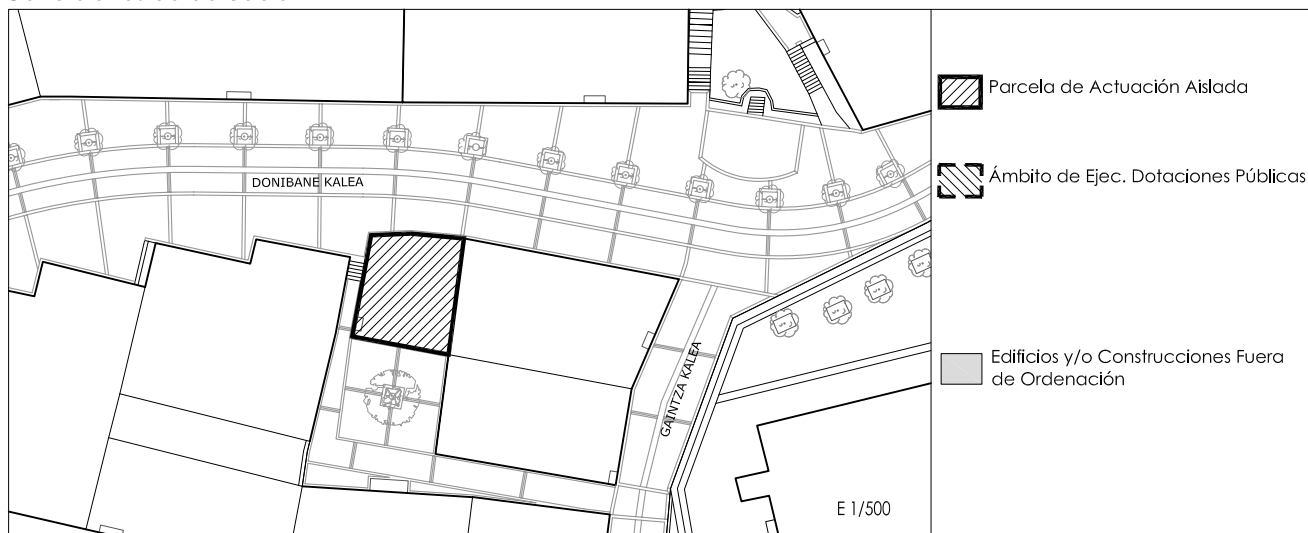 Parcela de Actuación Aislada
Ámbito de Ejec. Dotaciones Públicas
DONIBANE KALEA
GAINTZA KALEA
Edificios y/o Construcciones Fuera
de Ordenación
E 1/500